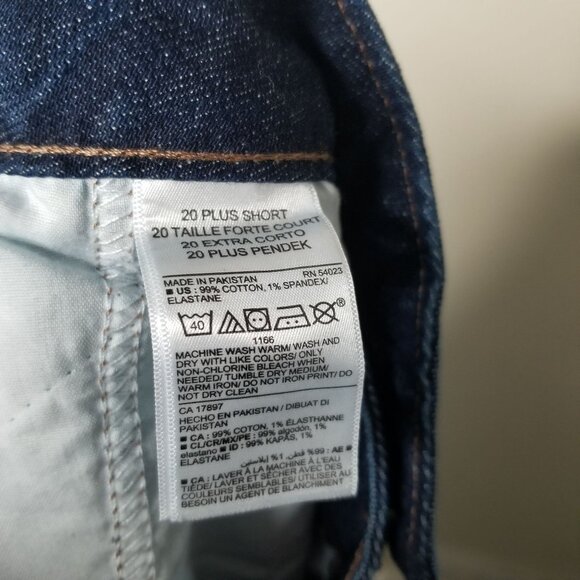 20 PLUS SHORT
20 TAILLE FORTE COURT
20 EXTRA CORTO
20 PLUS PENDEK
MADE IN PAKISTAN RN 54023
■ US : 99% COTTON, 1% SPANDEX/
ELASTANE
40
1166
MACHINE WASH WARM/ WASH AND
DRY WITH LIKE COLORS/ ONLY
NON-CHLORINE BLEACH WHEN
NEEDED/ TUMBLE DRY MEDIUM/
WARM IRON/ DO NOT IRON PRINT/ DO
NOT DRY CLEAN
CA 17897
HECHO EN PAKISTAN / DIBUAT DI
PAKISTAN
■ CA : 99% COTON, 1% ÉLASTHANNE
■ CL/CR/MX/PE : 99% algodón, 1%
elastano ■ ID : 99% KAPAS, 1%
ELASTANE ■ AE : 99% قطن, 1% إيلاستين
■ CA : LAVER À LA MACHINE À L'EAU
TIÈDE/ LAVER ET SÉCHER AVEC DES
COULEURS SEMBLABLES/ UTILISER AU
BESOIN UN AGENT DE BLANCHIMENT